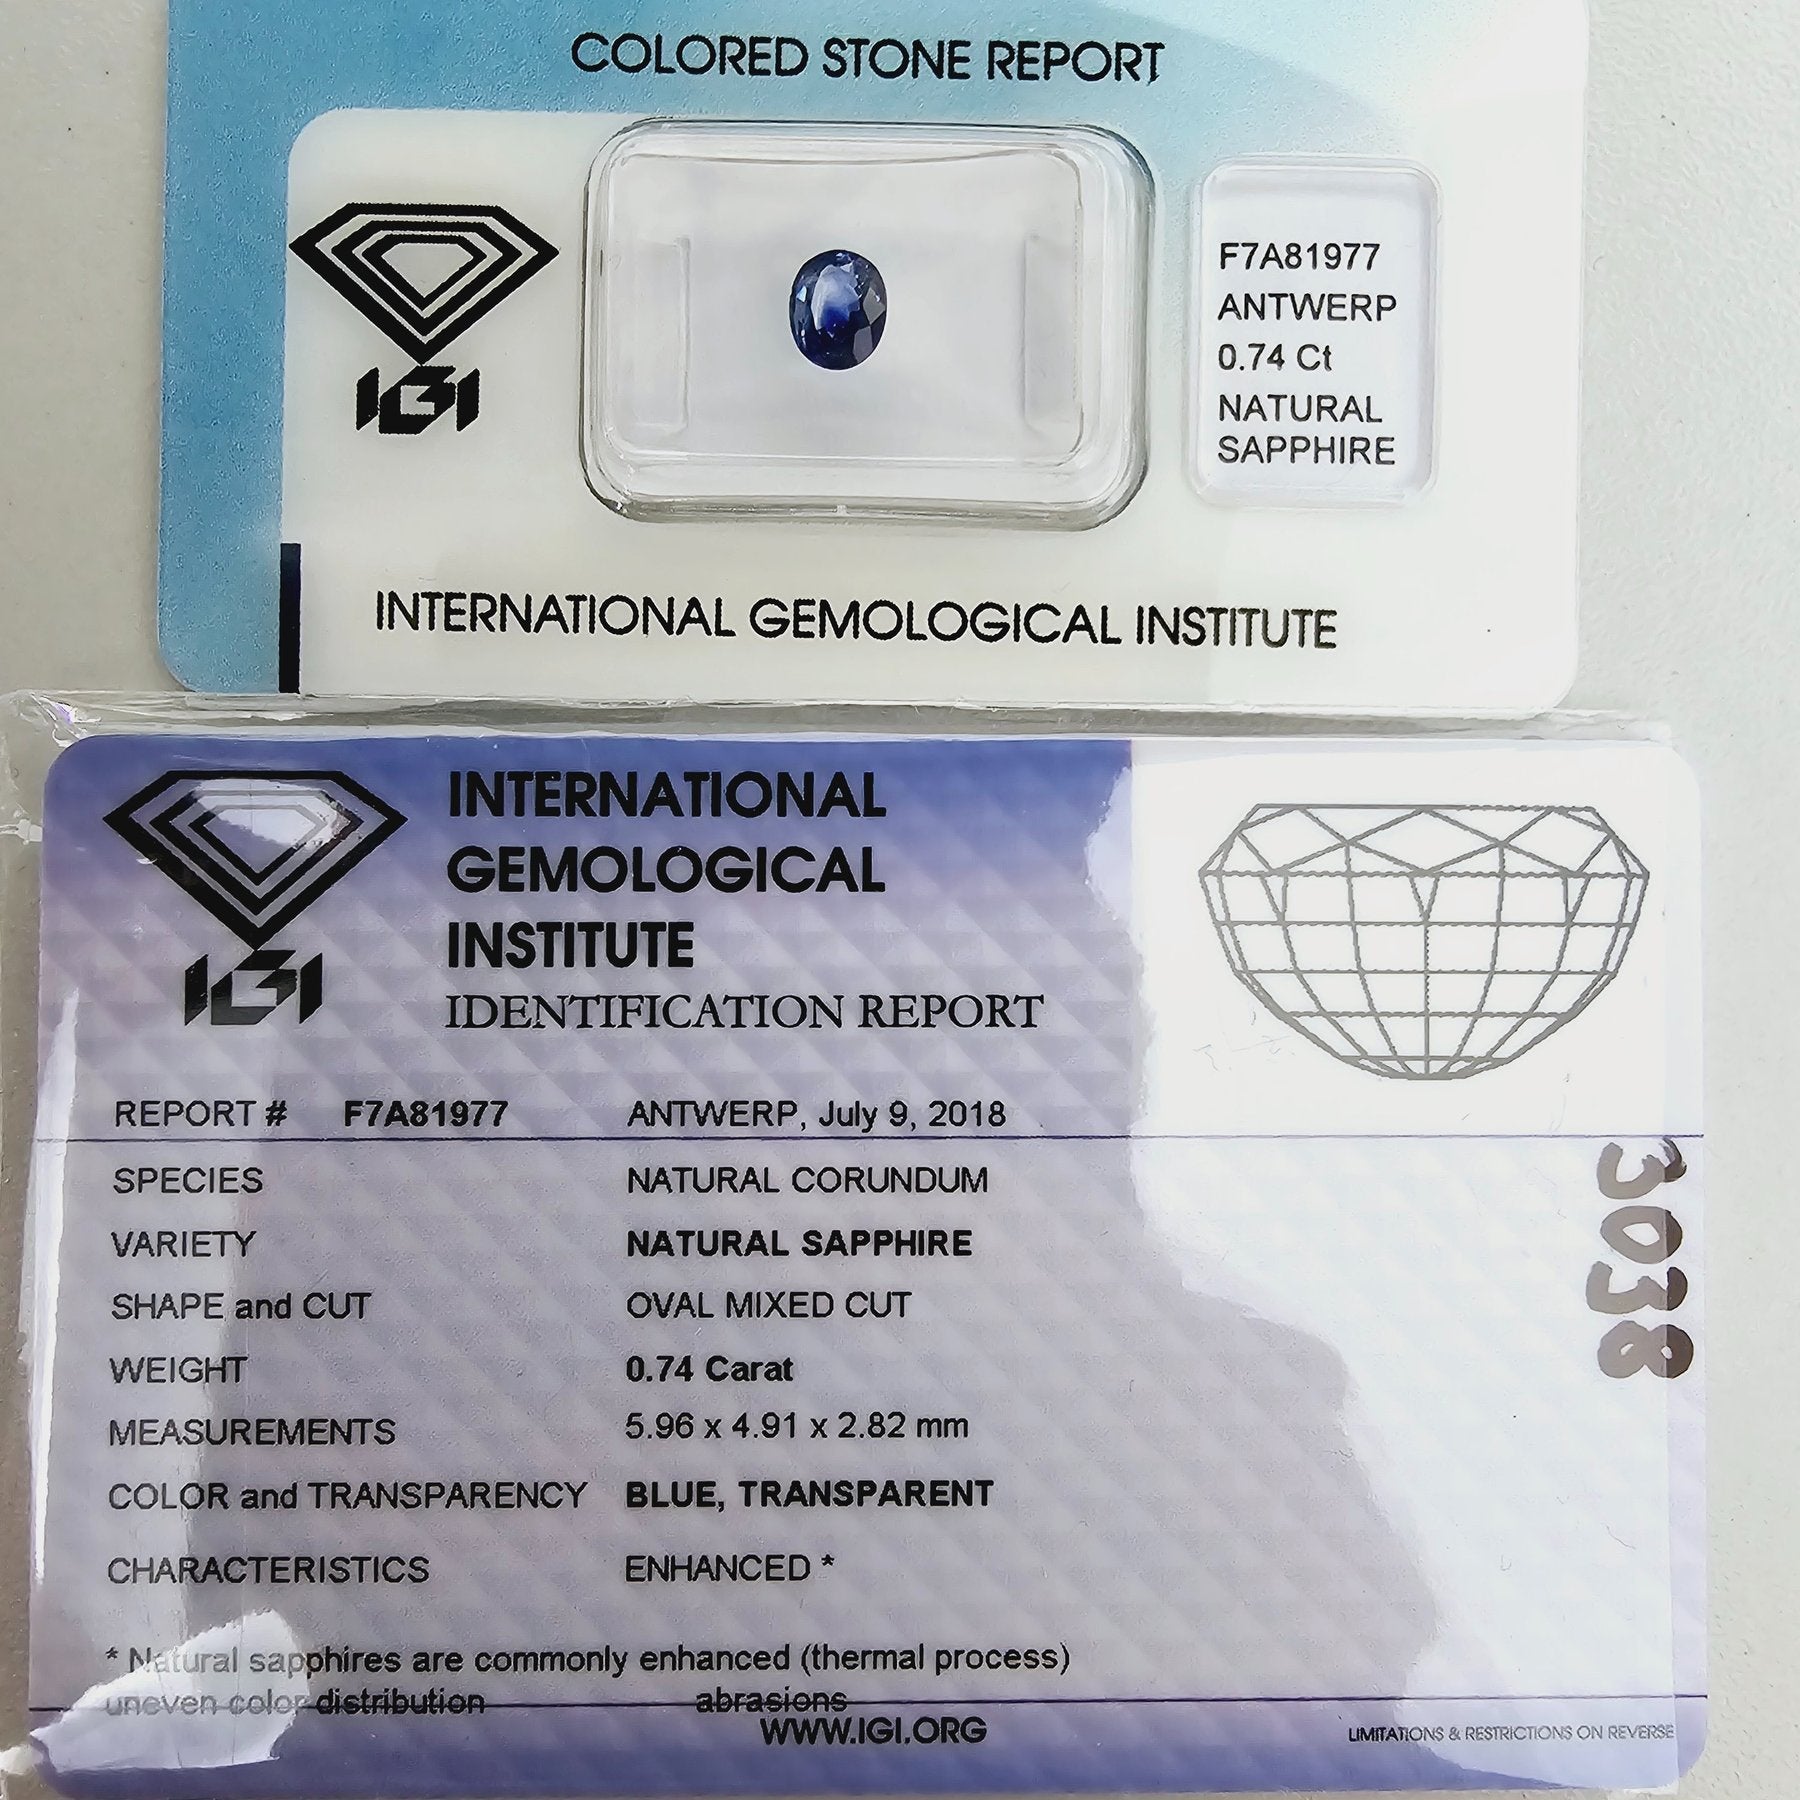 COLORED STONE REPORT
IGI
F7A81977
ANTWERP
0.74 Ct
NATURAL
SAPPHIRE
INTERNATIONAL GEMOLOGICAL INSTITUTE
IGI
INTERNATIONAL
GEMOLOGICAL
INSTITUTE
IDENTIFICATION REPORT
REPORT # F7A81977 ANTWERP, July 9, 2018
SPECIES NATURAL CORUNDUM
VARIETY NATURAL SAPPHIRE
SHAPE and CUT OVAL MIXED CUT
WEIGHT 0.74 Carat
MEASUREMENTS 5.96 x 4.91 x 2.82 mm
COLOR and TRANSPARENCY BLUE, TRANSPARENT
CHARACTERISTICS ENHANCED *
* Natural sapphires are commonly enhanced (thermal process)
uneven color distribution abrasions
WWW.IGI.ORG
LIMITATIONS & RESTRICTIONS ON REVERSE
3038